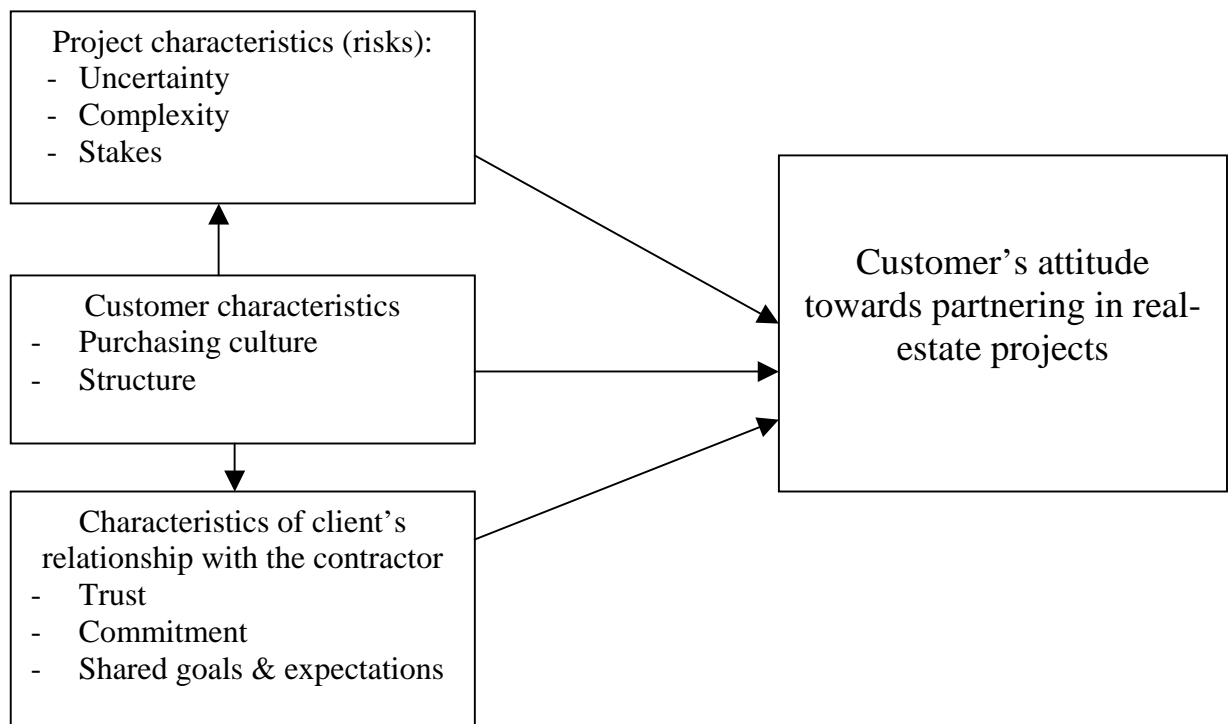 Project characteristics (risks):
- Uncertainty
- Complexity
- Stakes
Customer characteristics
- Purchasing culture
- Structure
Characteristics of client’s
relationship with the contractor
- Trust
- Commitment
- Shared goals & expectations
Customer’s attitude
towards partnering in real-
estate projects